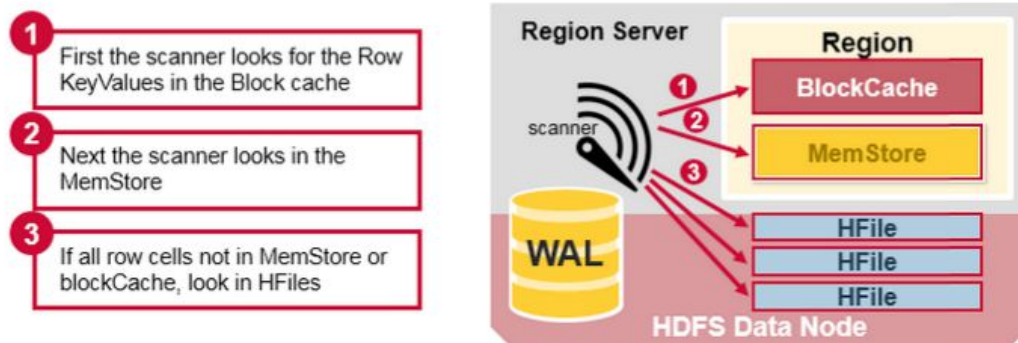 1
First the scanner looks for the Row
KeyValues in the Block cache
2
Next the scanner looks in the
MemStore
3
If all row cells not in MemStore or
blockCache, look in HFiles
Region Server
Region
BlockCache
MemStore
scanner
1
2
3
WAL
HFile
HFile
HFile
HDFS Data Node